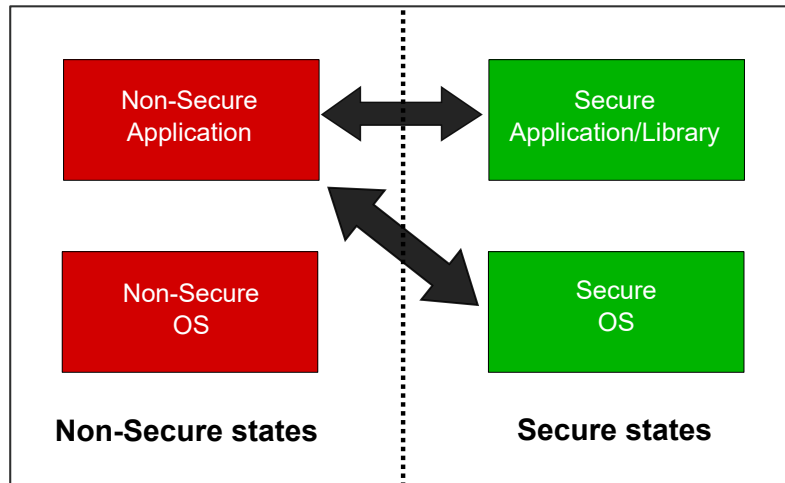 Non-Secure
Application
Secure
Application/Library
Non-Secure
OS
Secure
OS
Non-Secure states
Secure states